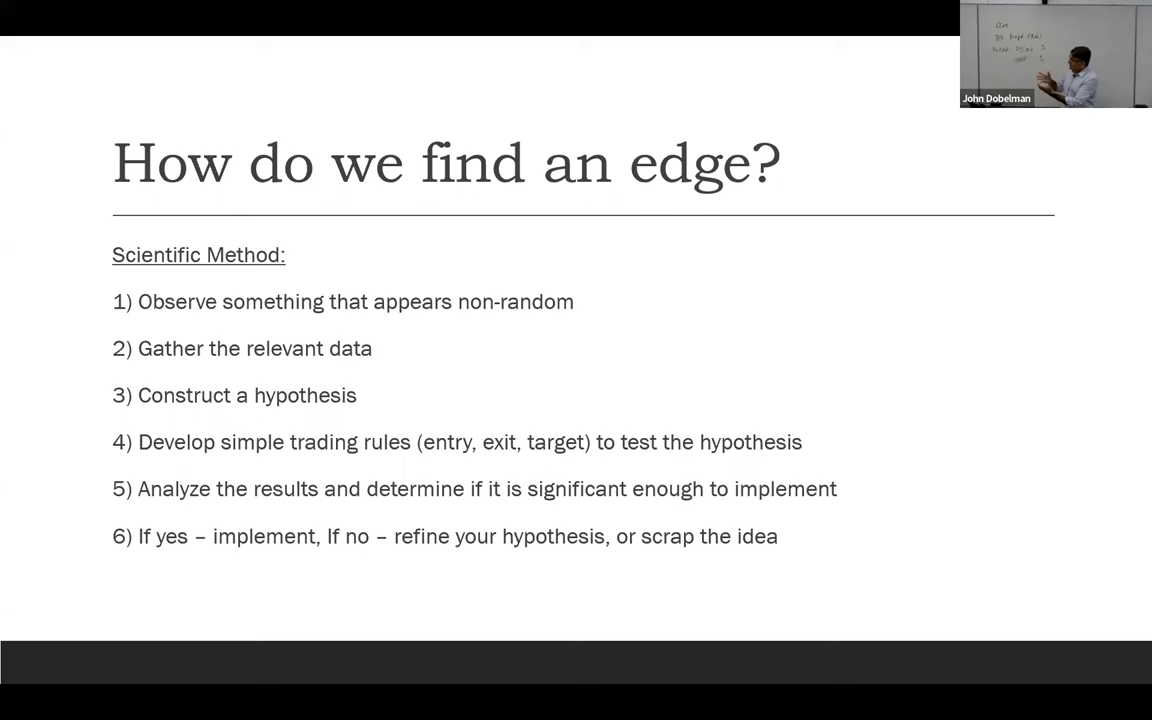 John Dobelman
How do we find an edge?
Scientific Method:
1) Observe something that appears non-random
2) Gather the relevant data
3) Construct a hypothesis
4) Develop simple trading rules (entry, exit, target) to test the hypothesis
5) Analyze the results and determine if it is significant enough to implement
6) If yes – implement, If no – refine your hypothesis, or scrap the idea